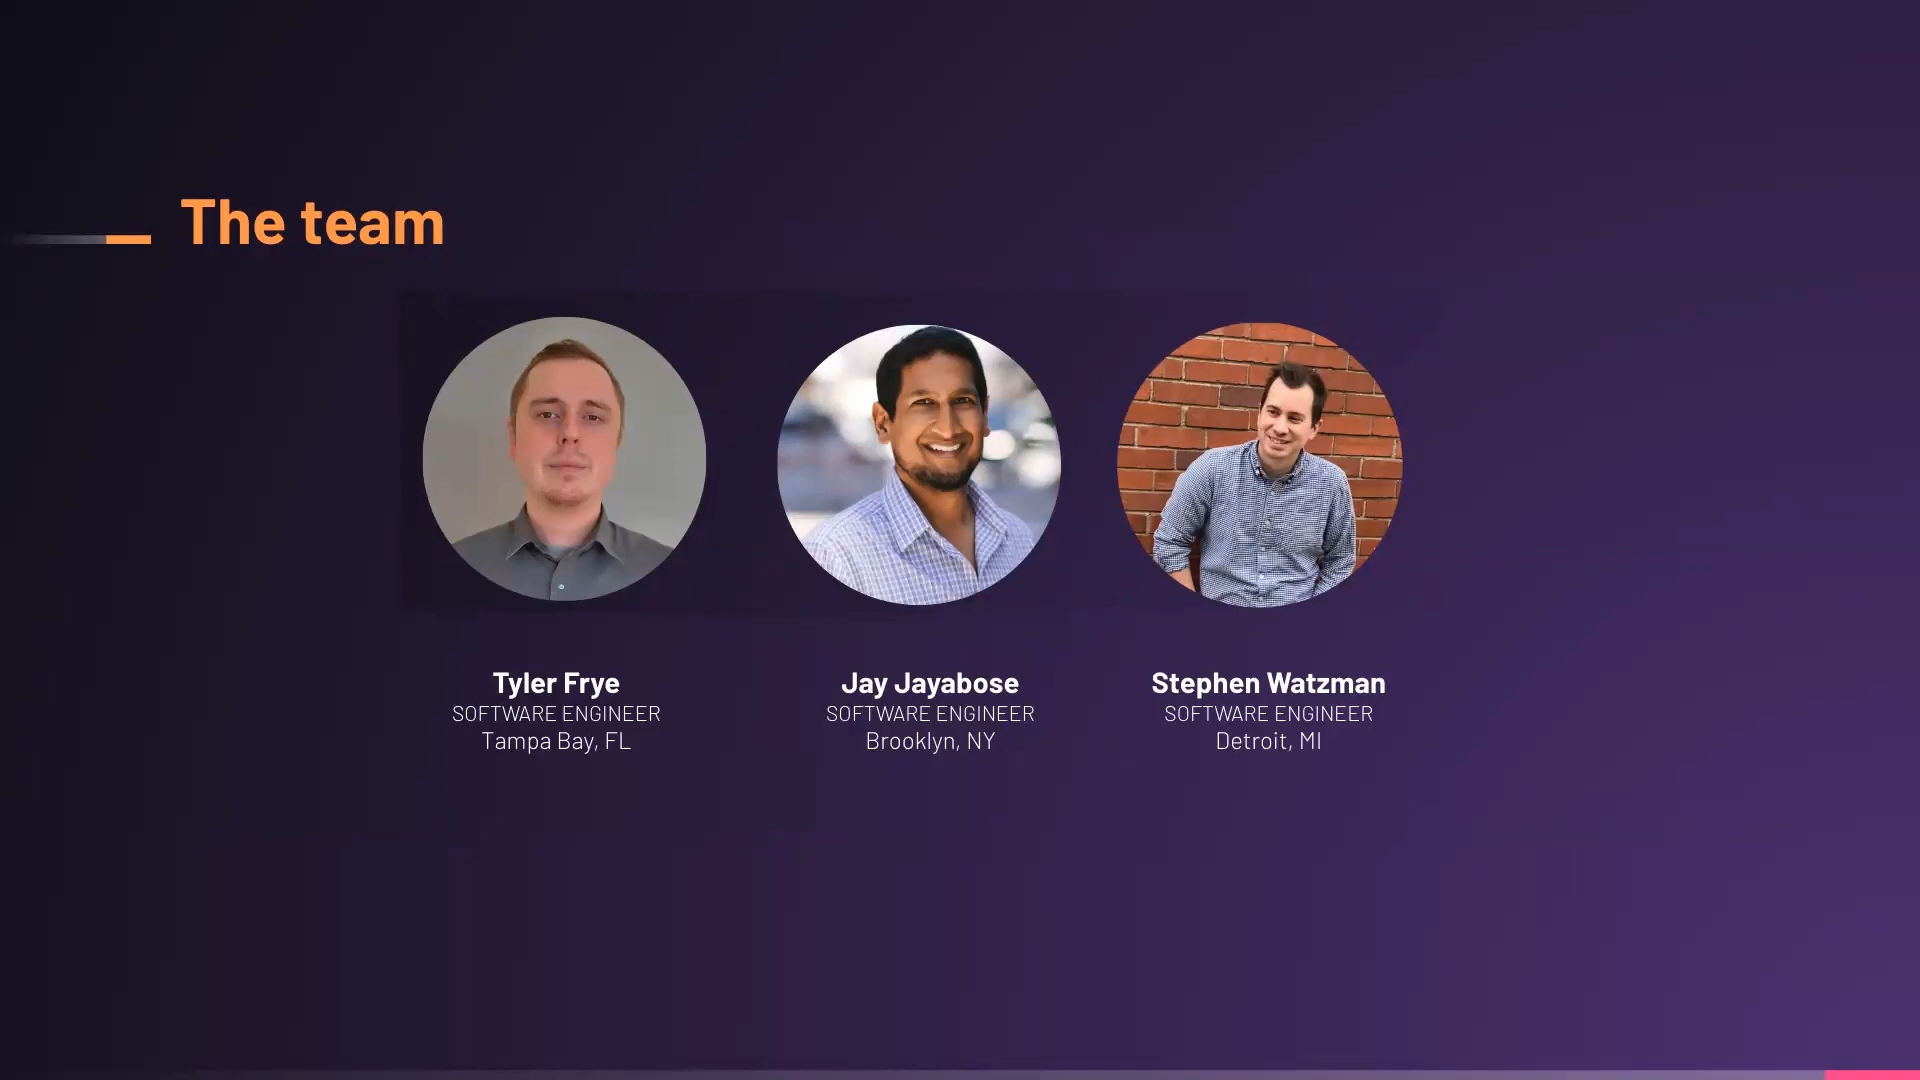 The team
Tyler Frye
SOFTWARE ENGINEER
Tampa Bay, FL
Jay Jayabose
SOFTWARE ENGINEER
Brooklyn, NY
Stephen Watzman
SOFTWARE ENGINEER
Detroit, MI